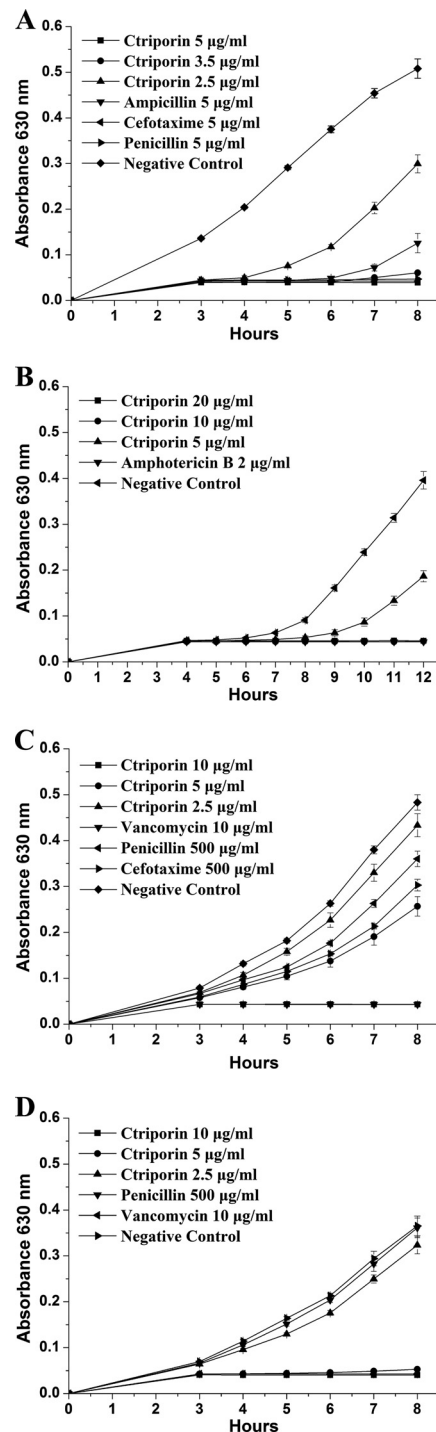 A
Absorbance 630 nm
0.6
0.5
0.4
0.3
0.2
0.1
0.0
Ctriporin 5 μg/ml
Ctriporin 3.5 μg/ml
Ctriporin 2.5 μg/ml
Ampicillin 5 μg/ml
Cefotaxime 5 μg/ml
Penicillin 5 μg/ml
Negative Control
0 1 2 3 4 5 6 7 8
Hours
B
Absorbance 630 nm
0.6
0.5
0.4
0.3
0.2
0.1
0.0
Ctriporin 20 μg/ml
Ctriporin 10 μg/ml
Ctriporin 5 μg/ml
Amphotericin B 2 μg/ml
Negative Control
0 1 2 3 4 5 6 7 8 9 10 11 12
Hours
C
Absorbance 630 nm
0.6
0.5
0.4
0.3
0.2
0.1
0.0
Ctriporin 10 μg/ml
Ctriporin 5 μg/ml
Ctriporin 2.5 μg/ml
Vancomycin 10 μg/ml
Penicillin 500 μg/ml
Cefotaxime 500 μg/ml
Negative Control
0 1 2 3 4 5 6 7 8
Hours
D
Absorbance 630 nm
0.6
0.5
0.4
0.3
0.2
0.1
0.0
Ctriporin 10 μg/ml
Ctriporin 5 μg/ml
Ctriporin 2.5 μg/ml
Penicillin 500 μg/ml
Vancomycin 10 μg/ml
Negative Control
0 1 2 3 4 5 6 7 8
Hours